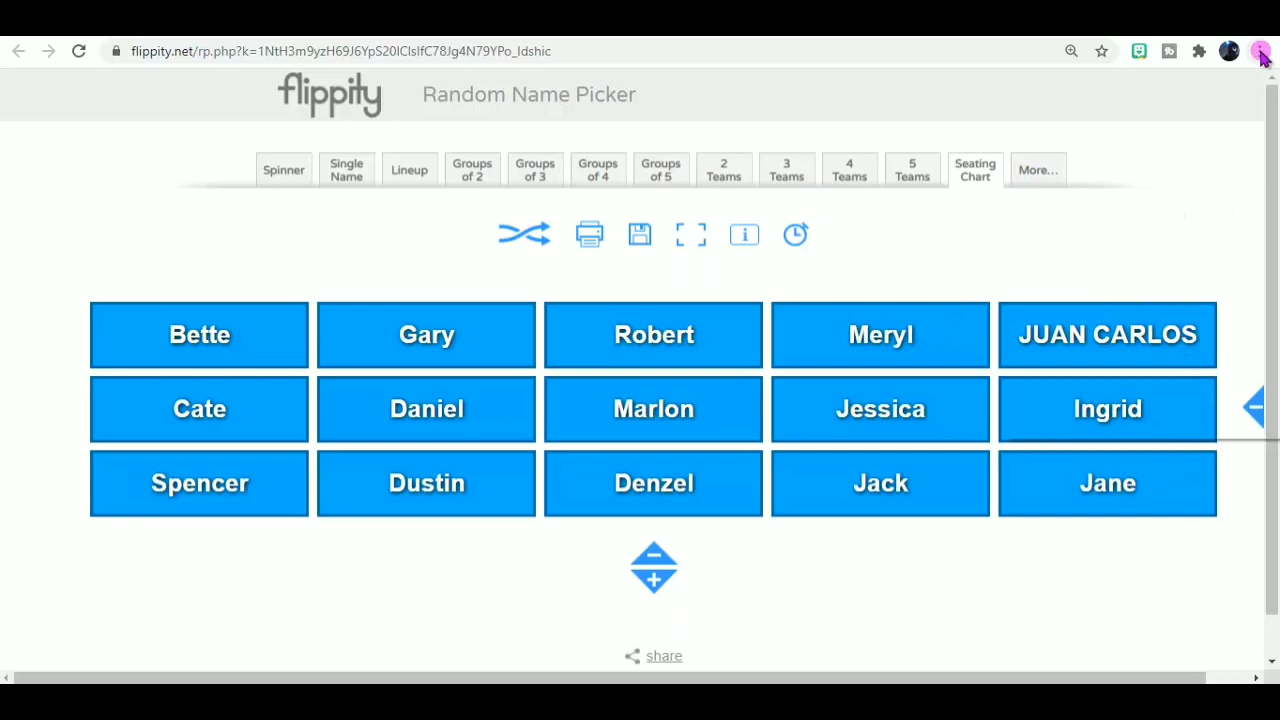 flippity.net/rp.php?k=1NtH3m9yzH69J6YpS20IClsIfC78Jg4N79YPo_Idshic
flippity Random Name Picker
Spinner
Single
Name
Lineup
Groups
of 2
Groups
of 3
Groups
of 4
Groups
of 5
2
Teams
3
Teams
4
Teams
5
Teams
Seating
Chart
More...
Bette Gary Robert Meryl JUAN CARLOS
Cate Daniel Marlon Jessica Ingrid
Spencer Dustin Denzel Jack Jane
share